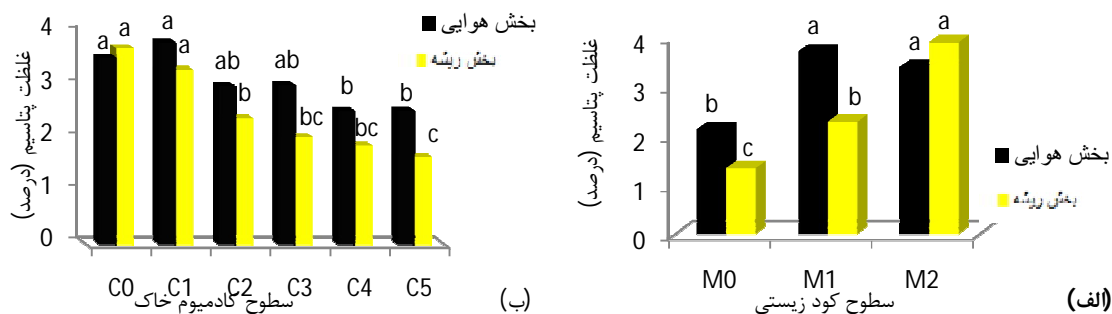 غلظت پتاسیم (درصد)
4
3
2
1
0
a a a a ab b ab bc b bc b c
بخش هوایی
بخش ریشه
C0 C1 C2 C3 C4 C5
سطوح کادمیوم خاک
(ب)
غلظت پتاسیم (درصد)
4
3
2
1
0
b c a b a a
بخش هوایی
بخش ریشه
M0 M1 M2
سطوح کود زیستی
(الف)